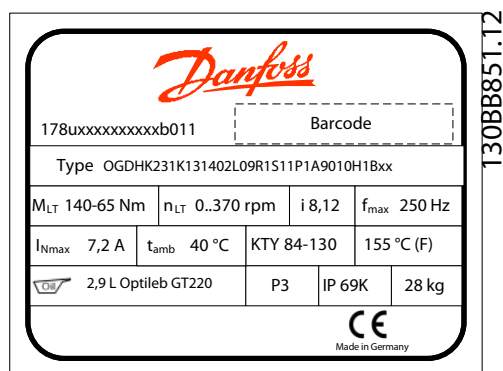 Danfoss
178uxxxxxxxxxxb011
Barcode
Type OGDHK231K131402L09R1S11P1A9010H1Bxx
MLT 140-65 Nm nLT 0..370 rpm i 8,12 fmax 250 Hz
INmax 7,2 A tamb 40 °C KTY 84-130 155 °C (F)
Oil 2,9 L Optileb GT220 P3 IP 69K 28 kg
CE
Made in Germany
130BB851.12